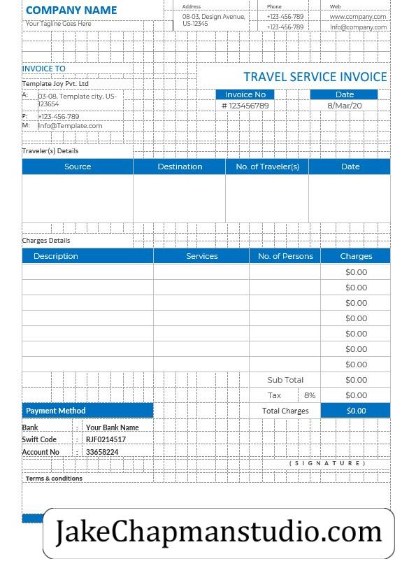 COMPANY NAME
Your Tagline Goes Here
Address
08-03, Design Avenue,
US-12345
Phone
+123-456-789
+123-456-789
Web
www.company.com
Info@company.com
INVOICE TO
Template Joy Pvt. Ltd
A: 03-08, Template city, US-
123654
P: +123-456-789
M: Info@Template.com
TRAVEL SERVICE INVOICE
Invoice No Date
# 123456789 8/Mar/20
Traveler(s) Details
Source Destination No. of Traveler(s) Date
Charges Details
Description Services No. of Persons Charges
$0.00
$0.00
$0.00
$0.00
$0.00
$0.00
$0.00
Sub Total $0.00
Tax 8% $0.00
Payment Method Total Charges $0.00
Bank : Your Bank Name
Swift Code : RJF0214517
Account No : 33658224
( S I G N A T U R E )
Terms & conditions
JakeChapmanstudio.com